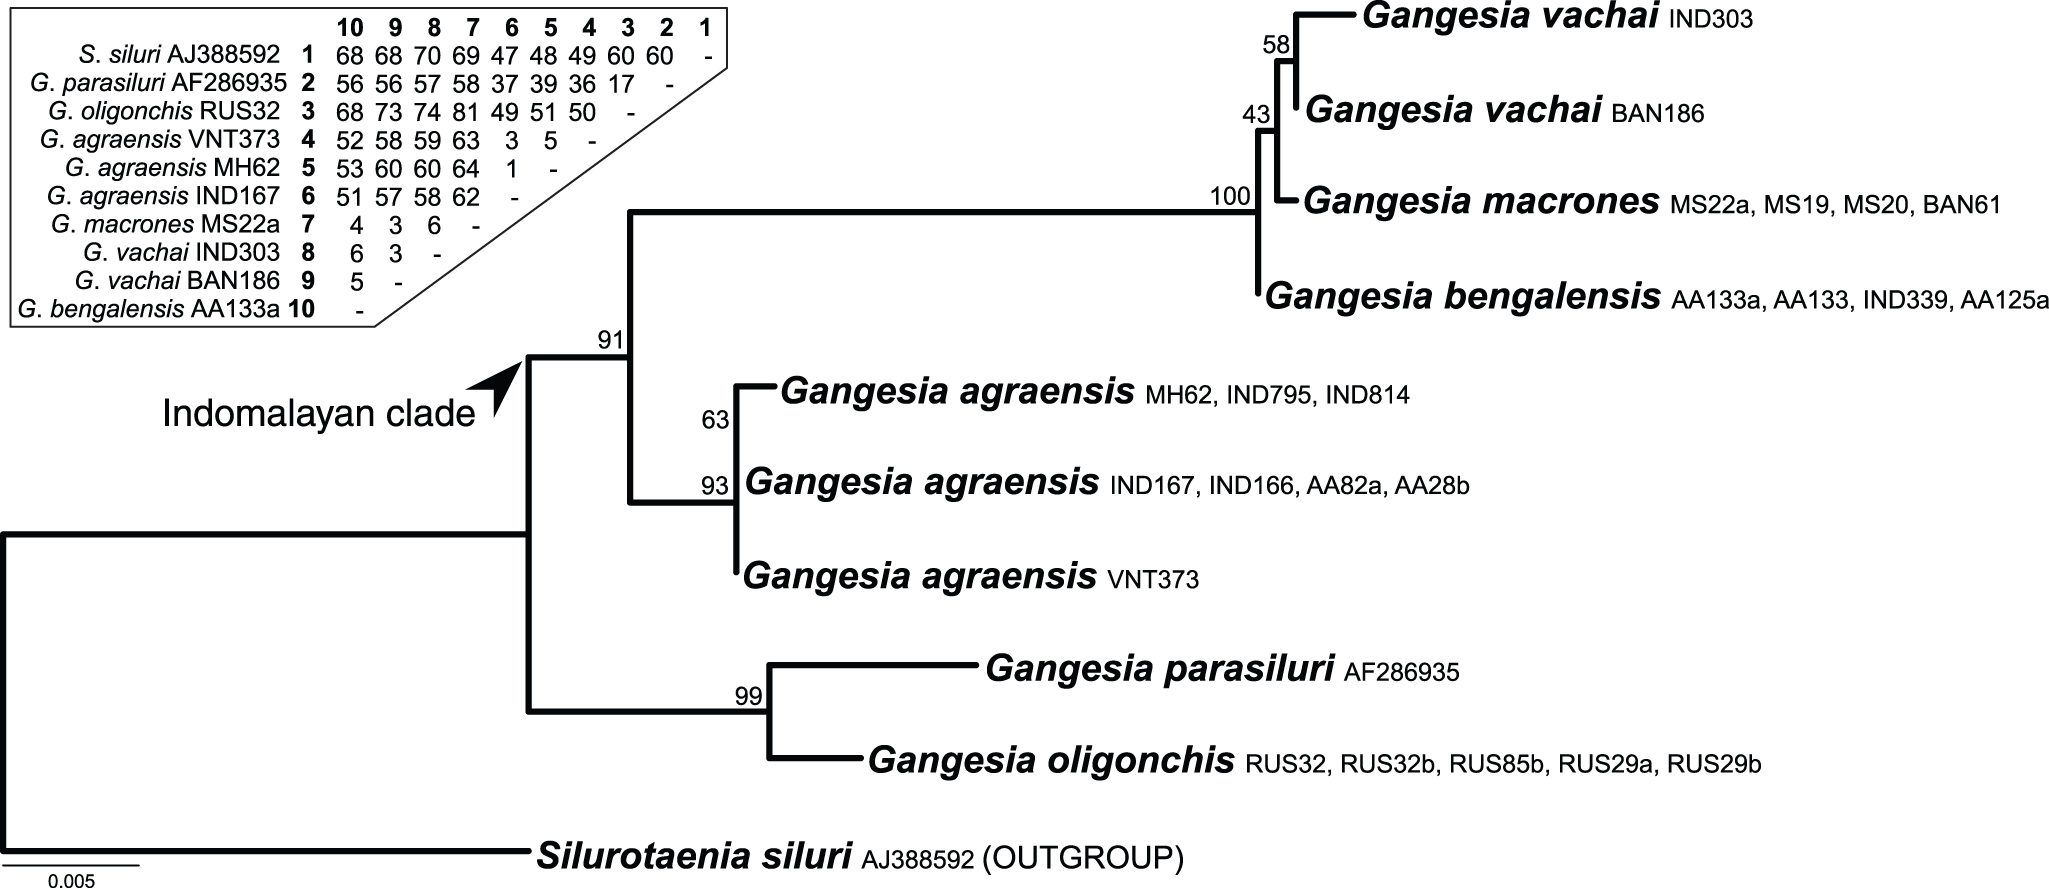 10 9 8 7 6 5 4 3 2 1
S. siluri AJ388592 1 68 68 70 69 47 48 49 60 60 -
G. parasiluri AF286935 2 56 56 57 58 37 39 36 17 -
G. oligonchis RUS32 3 68 73 74 81 49 51 50 -
G. agraensis VNT373 4 52 58 59 63 3 5 -
G. agraensis MH62 5 53 60 60 64 1 -
G. agraensis IND167 6 51 57 58 62 -
G. macrones MS22a 7 4 3 6 -
G. vachai IND303 8 6 3 -
G. vachai BAN186 9 5 -
G. bengalensis AA133a 10 -
Gangesia vachai IND303
58
Gangesia vachai BAN186
43
Gangesia macrones MS22a, MS19, MS20, BAN61
100
Gangesia bengalensis AA133a, AA133, IND339, AA125a
91
Indomalayan clade
Gangesia agraensis MH62, IND795, IND814
63
Gangesia agraensis IND167, IND166, AA82a, AA28b
93
Gangesia agraensis VNT373
Gangesia parasiluri AF286935
99
Gangesia oligonchis RUS32, RUS32b, RUS85b, RUS29a, RUS29b
Silurotaenia siluri AJ388592 (OUTGROUP)
0.005